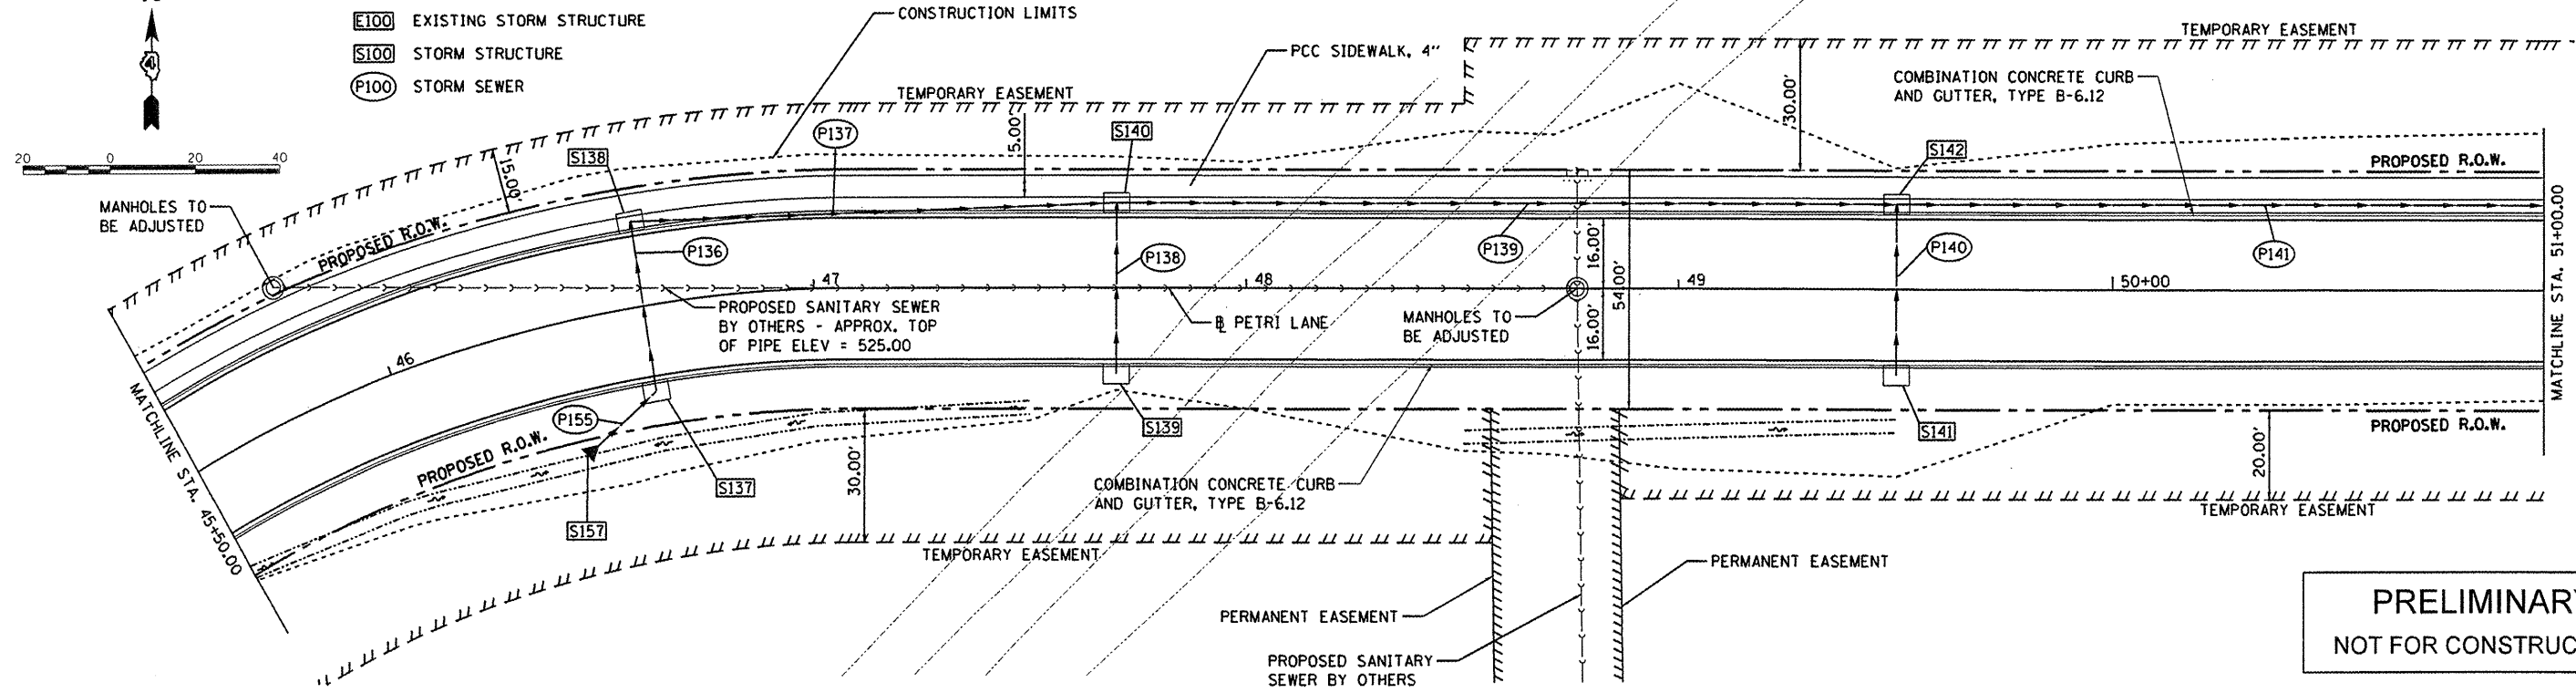 E100 EXISTING STORM STRUCTURE
S100 STORM STRUCTURE
P100 STORM SEWER
20 0 20 40
CONSTRUCTION LIMITS
PCC SIDEWALK, 4"
TEMPORARY EASEMENT
COMBINATION CONCRETE CURB
AND GUTTER, TYPE B-6.12
TEMPORARY EASEMENT
30.00'
5.00'
15.00'
P137
S138
S140
S142
PROPOSED R.O.W.
MANHOLES TO
BE ADJUSTED
PROPOSED R.O.W.
P136
P138
P139
P140
P141
16.00'
16.00'
54.00'
46
47
48
49
50+00
PROPOSED SANITARY SEWER
BY OTHERS - APPROX. TOP
OF PIPE ELEV = 525.00
℄ PETRI LANE
MANHOLES TO
BE ADJUSTED
MATCHLINE STA. 51+00.00
MATCHLINE STA. 45+50.00
P155
PROPOSED R.O.W.
S137
S157
S139
S141
PROPOSED R.O.W.
30.00'
20.00'
COMBINATION CONCRETE CURB
AND GUTTER, TYPE B-6.12
TEMPORARY EASEMENT
TEMPORARY EASEMENT
PERMANENT EASEMENT
PERMANENT EASEMENT
PROPOSED SANITARY
SEWER BY OTHERS
PRELIMINARY
NOT FOR CONSTRUC